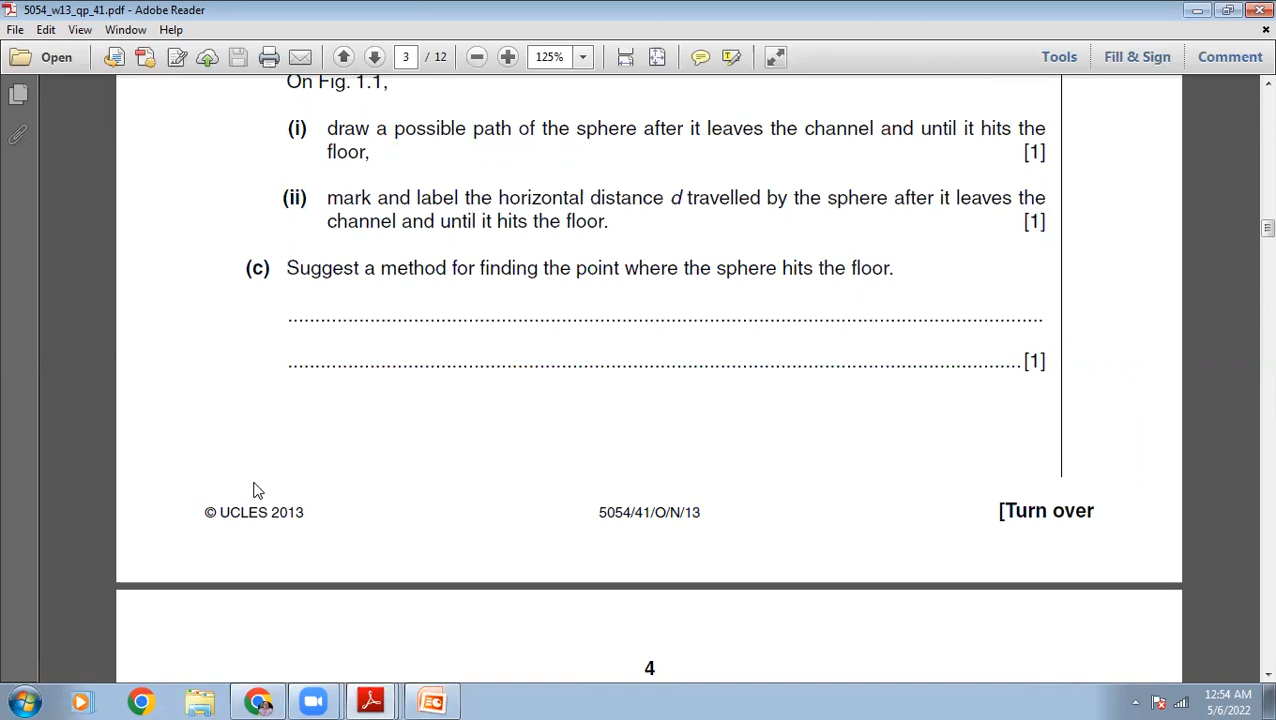 5054_w13_qp_41.pdf - Adobe Reader
File Edit View Window Help
Open 3 / 12 125% Tools Fill & Sign Comment
On Fig. 1.1,
(i) draw a possible path of the sphere after it leaves the channel and until it hits the
floor, [1]
(ii) mark and label the horizontal distance d travelled by the sphere after it leaves the
channel and until it hits the floor. [1]
(c) Suggest a method for finding the point where the sphere hits the floor.
..........................................................................................................................................
......................................................................................................................................[1]
© UCLES 2013 5054/41/O/N/13 [Turn over
4
12:54 AM
5/6/2022